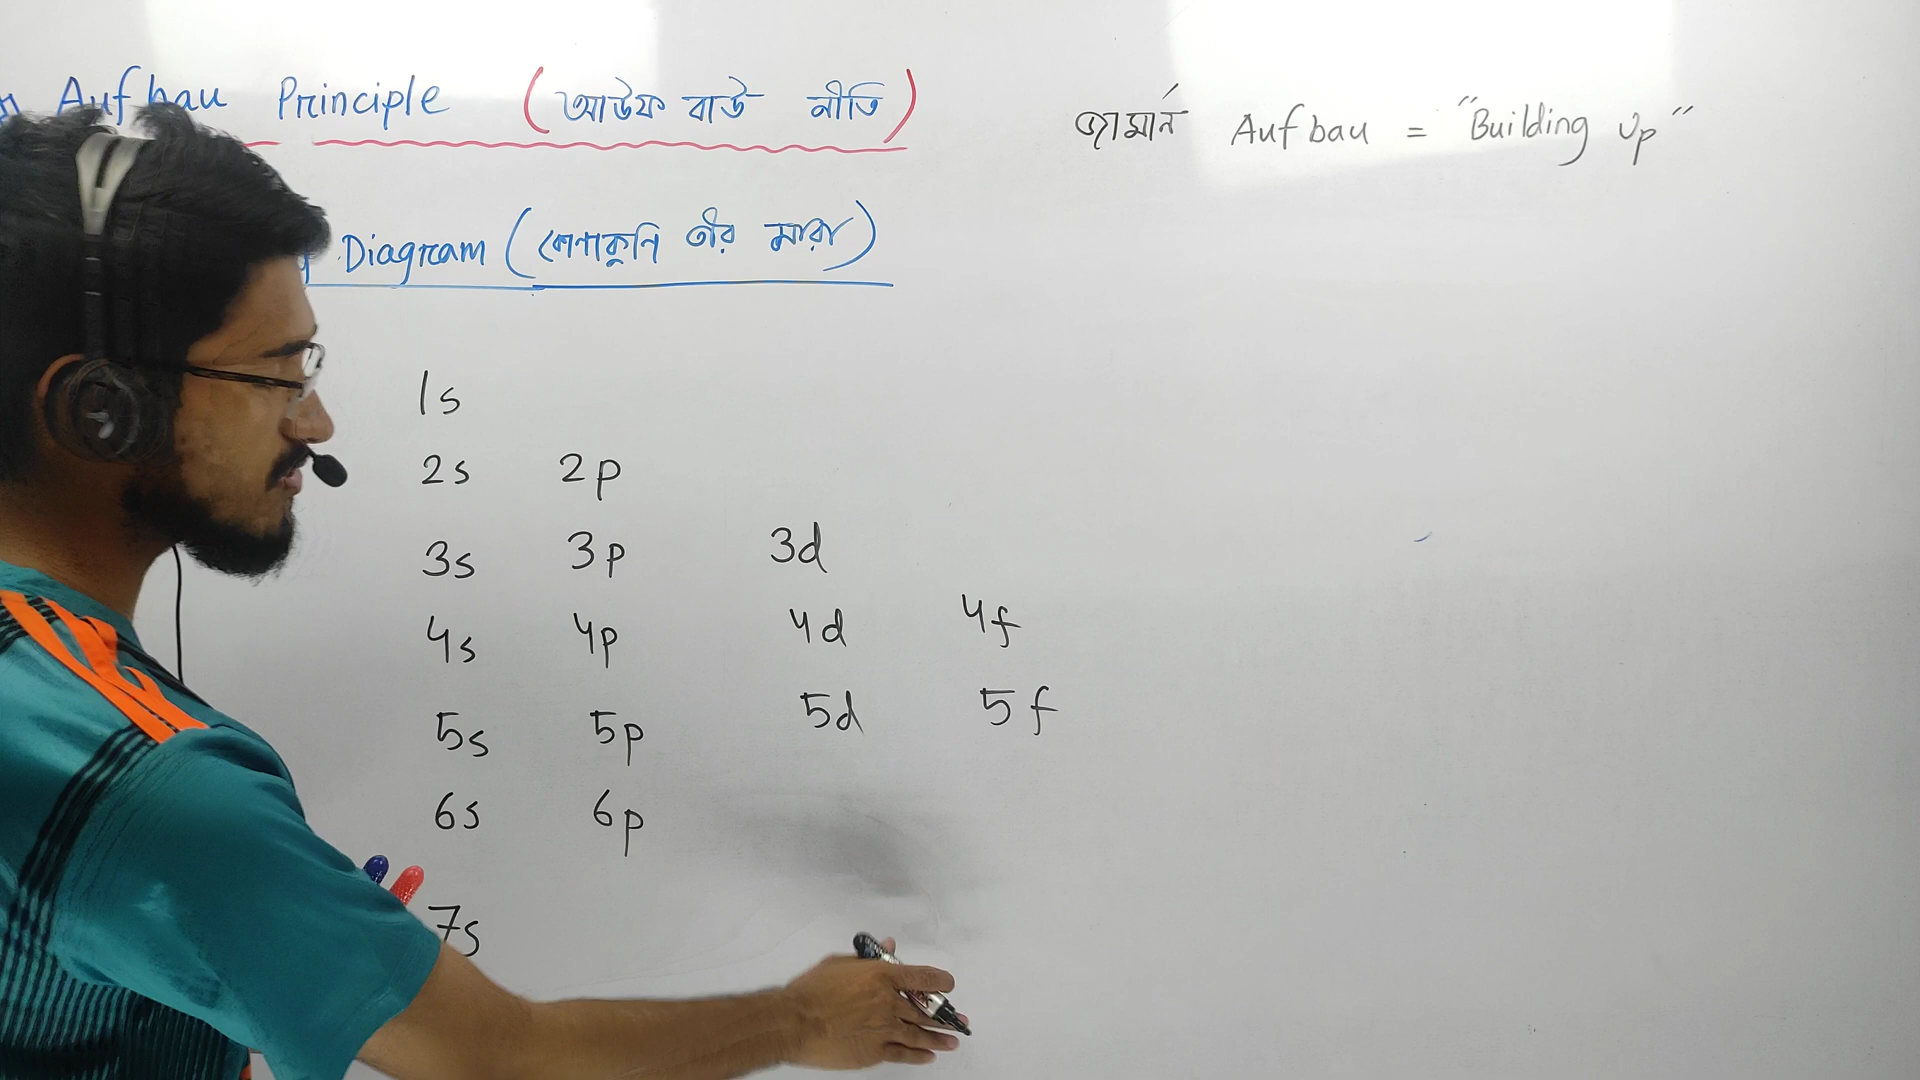 Aufbau Principle (আউফ বাউ নীতি)
জার্মান Aufbau = "Building Up"
Diagram (কোনাকুনি তীর মারা)
1s
2s 2p
3s 3p 3d
4s 4p 4d 4f
5s 5p 5d 5f
6s 6p
7s